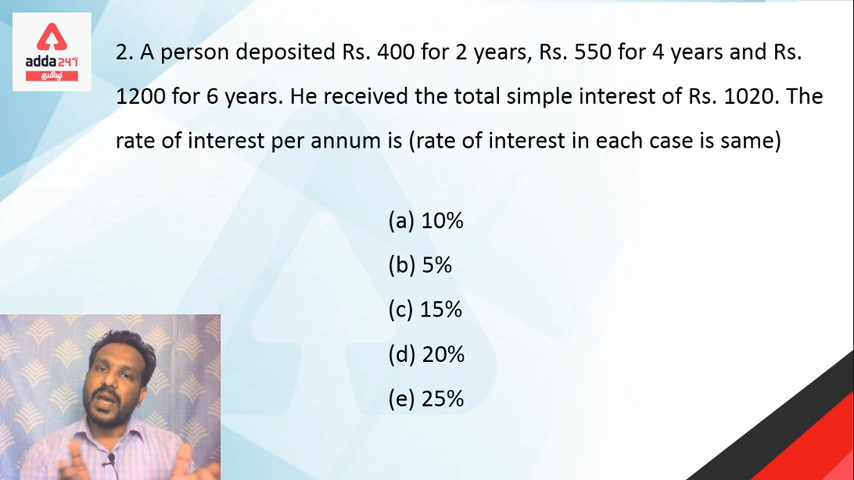 adda247
தமிழ்
2. A person deposited Rs. 400 for 2 years, Rs. 550 for 4 years and Rs.
1200 for 6 years. He received the total simple interest of Rs. 1020. The
rate of interest per annum is (rate of interest in each case is same)
(a) 10%
(b) 5%
(c) 15%
(d) 20%
(e) 25%